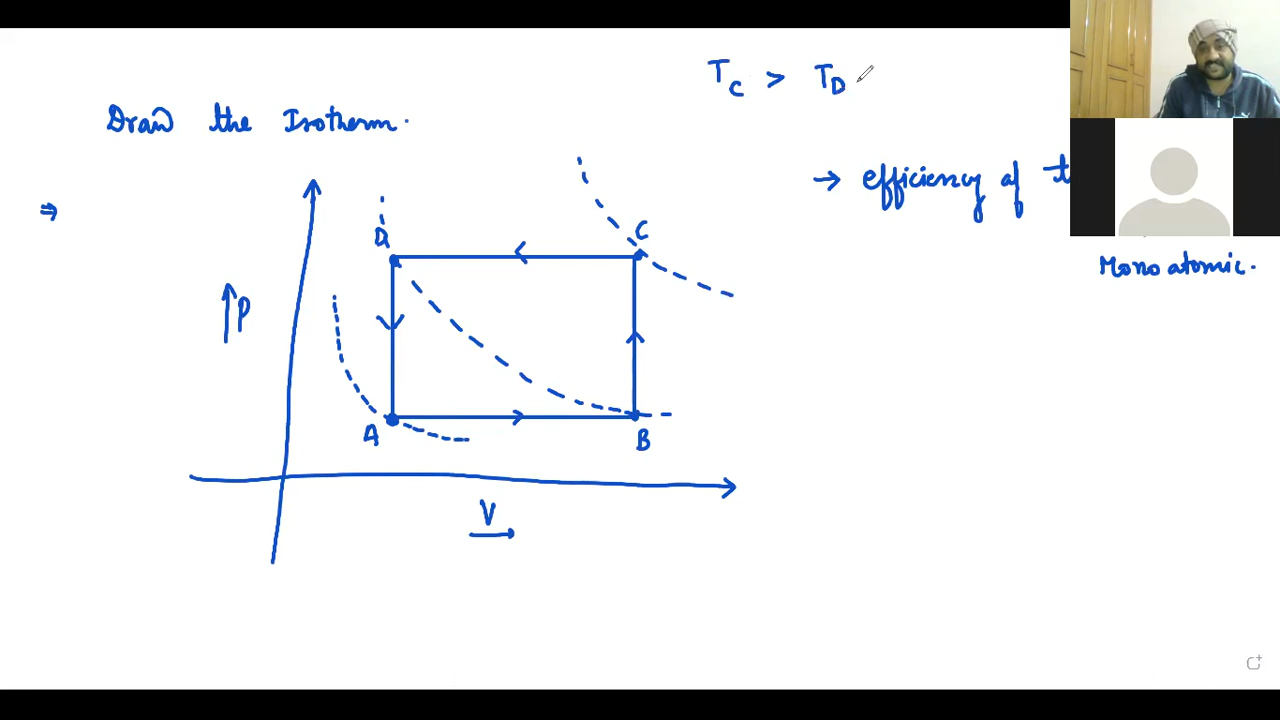 T_C > T_D
Draw the Isotherm.
→ efficiency of
⇒
Mono atomic.
D
C
↑P
A
B
V